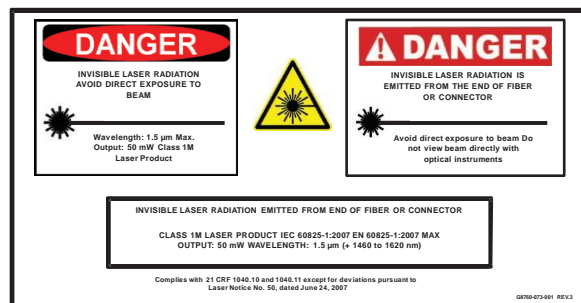 DANGER
INVISIBLE LASER RADIATION
AVOID DIRECT EXPOSURE TO
BEAM
Wavelength: 1.5 µm Max.
Output: 50 mW Class 1M
Laser Product
DANGER
INVISIBLE LASER RADIATION IS
EMITTED FROM THE END OF FIBER
OR CONNECTOR
Avoid direct exposure to beam Do
not view beam directly with
optical instruments
INVISIBLE LASER RADIATION EMITTED FROM END OF FIBER OR CONNECTOR
CLASS 1M LASER PRODUCT IEC 60825-1:2007 EN 60825-1:2007 MAX
OUTPUT: 50 mW WAVELENGTH: 1.5 µm (+ 1460 to 1620 nm)
Complies with 21 CRF 1040.10 and 1040.11 except for deviations pursuant to
Laser Notice No. 50, dated June 24, 2007
G8760-073-001 REV.3